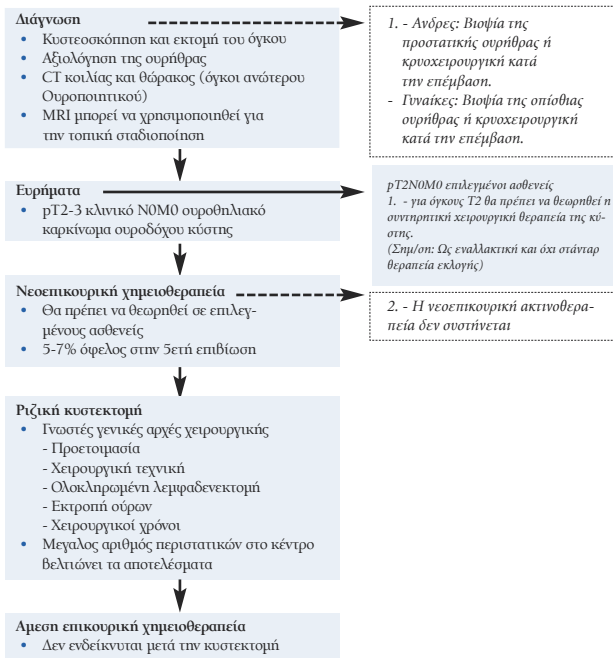 Διάγνωση
• Κυστεοσκόπηση και εκτομή του όγκου
• Αξιολόγηση της ουρήθρας
• CT κοιλίας και θώρακος (όγκοι ανώτερου
Ουροποιητικού)
• MRI μπορεί να χρησιμοποιηθεί για
την τοπική σταδιοποίηση
1. - Ανδρες: Βιοψία της
προστατικής ουρήθρας ή
κρυοχειρουργική κατά
την επέμβαση.
- Γυναίκες: Βιοψία της οπίσθιας
ουρήθρας ή κρυοχειρουργική
κατά την επέμβαση.
Ευρήματα
• pT2-3 κλινικό N0M0 ουροθηλιακό
καρκίνωμα ουροδόχου κύστης
pT2N0M0 επιλεγμένοι ασθενείς
1. - για όγκους Τ2 θα πρέπει να θεωρηθεί η
συντηρητική χειρουργική θεραπεία της κύ-
στης.
(Σημ/ση: Ως εναλλακτική και όχι στάνταρ
θεραπεία εκλογής)
Νεοεπικουρική χημειοθεραπεία
• Θα πρέπει να θεωρηθεί σε επιλεγ-
μένους ασθενείς
• 5-7% όφελος στην 5ετή επιβίωση
2. - Η νεοεπικουρική ακτινοθερα-
πεία δεν συστήνεται
Ριζική κυστεκτομή
• Γνωστές γενικές αρχές χειρουργικής
- Προετοιμασία
- Χειρουργική τεχνική
- Ολοκληρωμένη λεμφαδενεκτομή
- Εκτροπή ούρων
- Χειρουργικοί χρόνοι
• Μεγαλος αριθμός περιστατικών στο κέντρο
βελτιώνει τα αποτελέσματα
Αμεση επικουρική χημειοθεραπεία
• Δεν ενδείκνυται μετά την κυστεκτομή